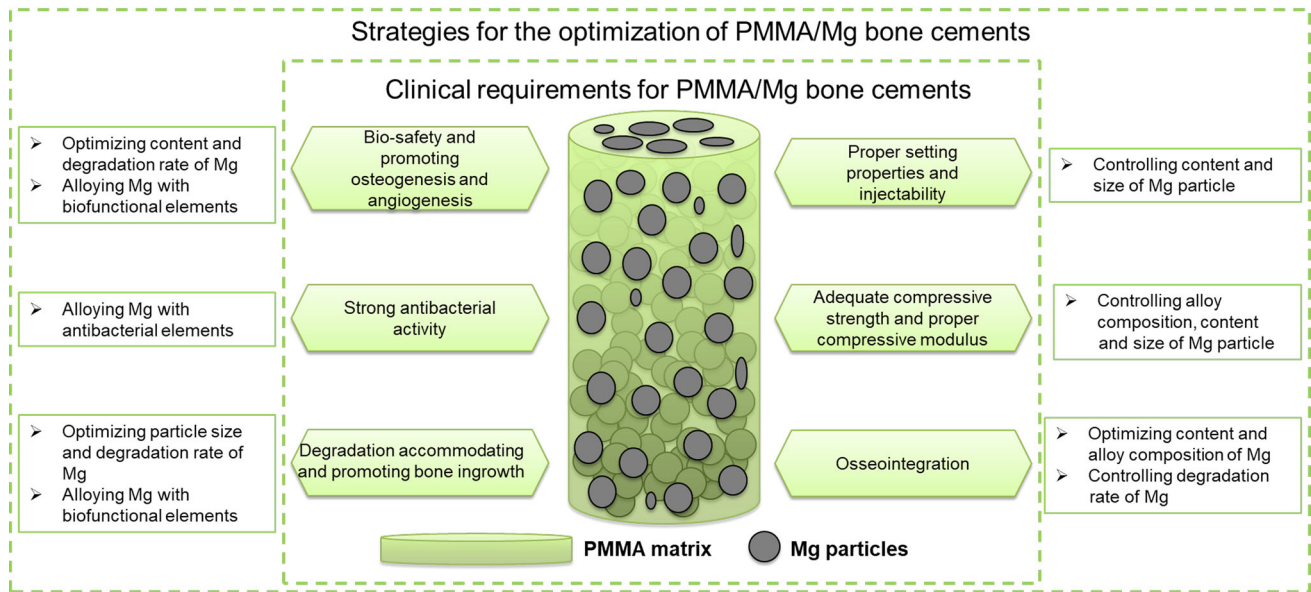 Strategies for the optimization of PMMA/Mg bone cements
Clinical requirements for PMMA/Mg bone cements
➢ Optimizing content and
degradation rate of Mg
➢ Alloying Mg with
biofunctional elements
Bio-safety and
promoting
osteogenesis and
angiogenesis
Proper setting
properties and
injectability
➢ Controlling content and
size of Mg particle
➢ Alloying Mg with
antibacterial elements
Strong antibacterial
activity
Adequate compressive
strength and proper
compressive modulus
➢ Controlling alloy
composition, content
and size of Mg particle
➢ Optimizing particle size
and degradation rate of
Mg
➢ Alloying Mg with
biofunctional elements
Degradation accommodating
and promoting bone ingrowth
Osseointegration
➢ Optimizing content and
alloy composition of Mg
➢ Controlling degradation
rate of Mg
PMMA matrix
Mg particles